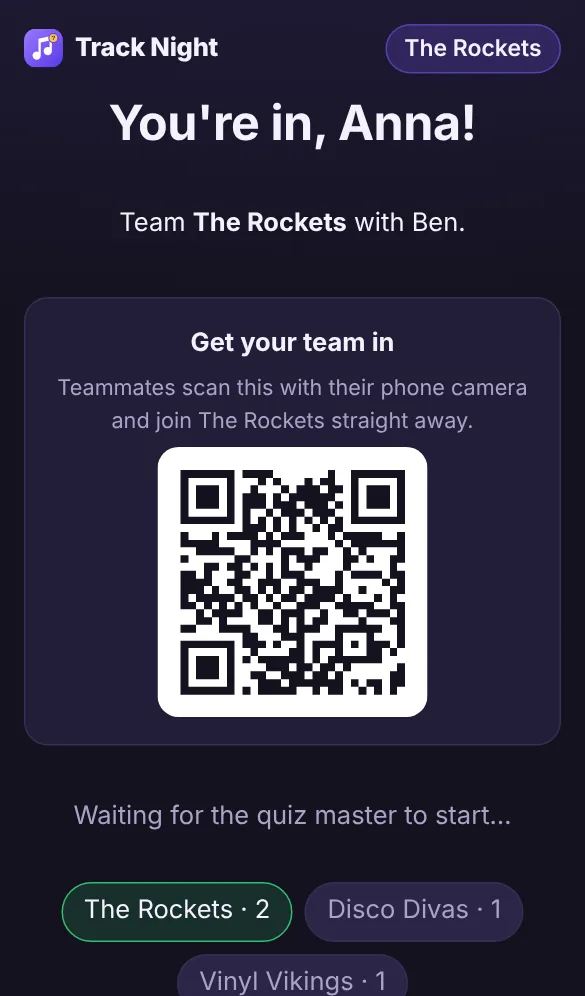 Track Night
The Rockets
You're in, Anna!
Team The Rockets with Ben.
Get your team in
Teammates scan this with their phone camera
and join The Rockets straight away.
Waiting for the quiz master to start...
The Rockets · 2
Disco Divas · 1
Vinyl Vikings · 1